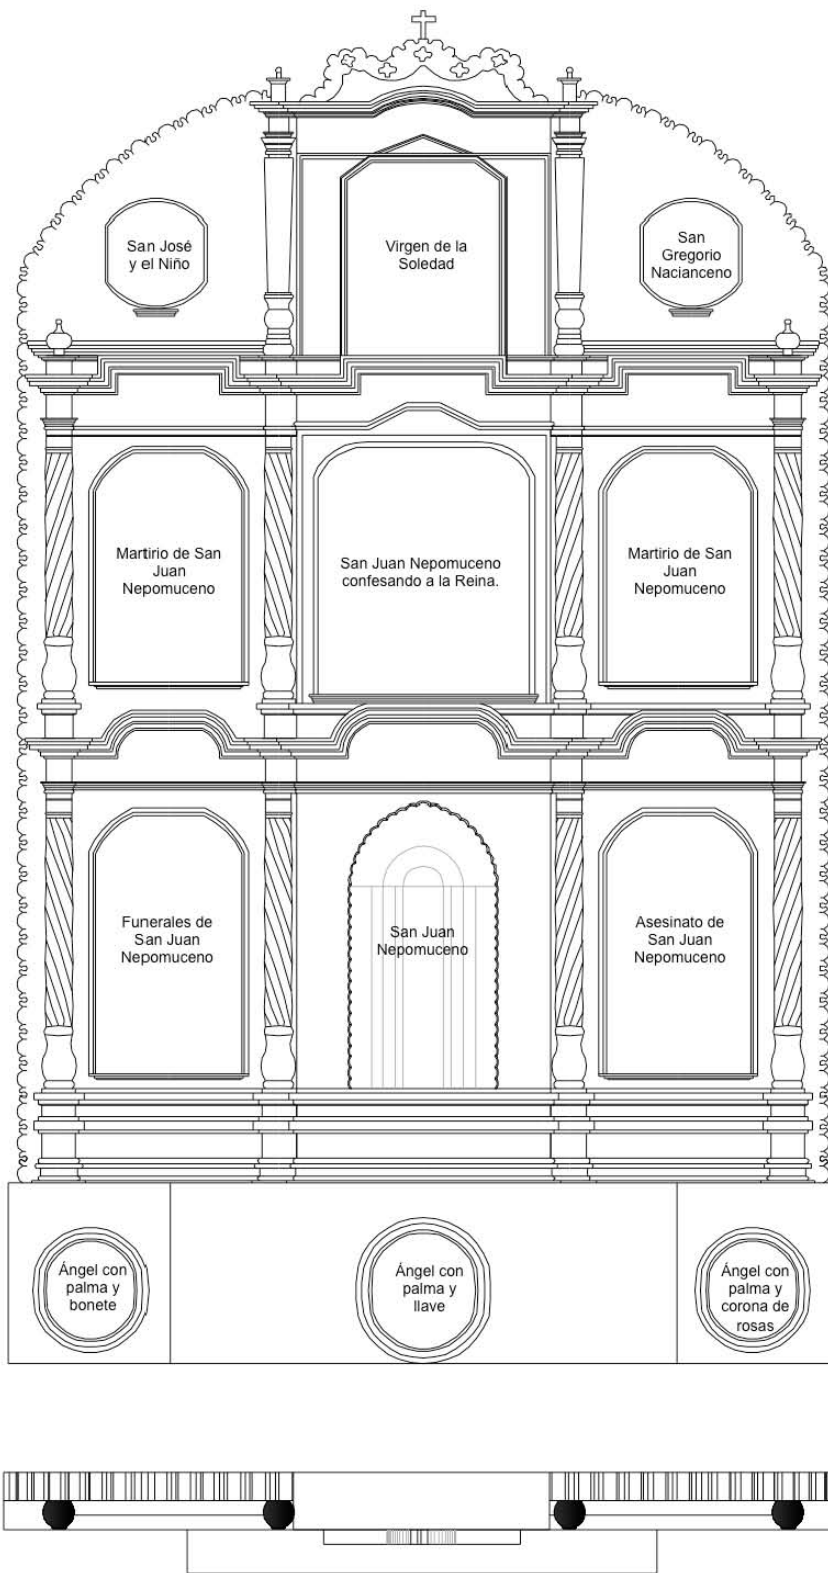 San José
y el Niño
Virgen de la
Soledad
San
Gregorio
Nacianceno
Martirio de San
Juan
Nepomuceno
San Juan Nepomuceno
confesando a la Reina.
Martirio de San
Juan
Nepomuceno
Funerales de
San Juan
Nepomuceno
San Juan
Nepomuceno
Asesinato de
San Juan
Nepomuceno
Ángel con
palma y
bonete
Ángel con
palma y
llave
Ángel con
palma y
corona de
rosas